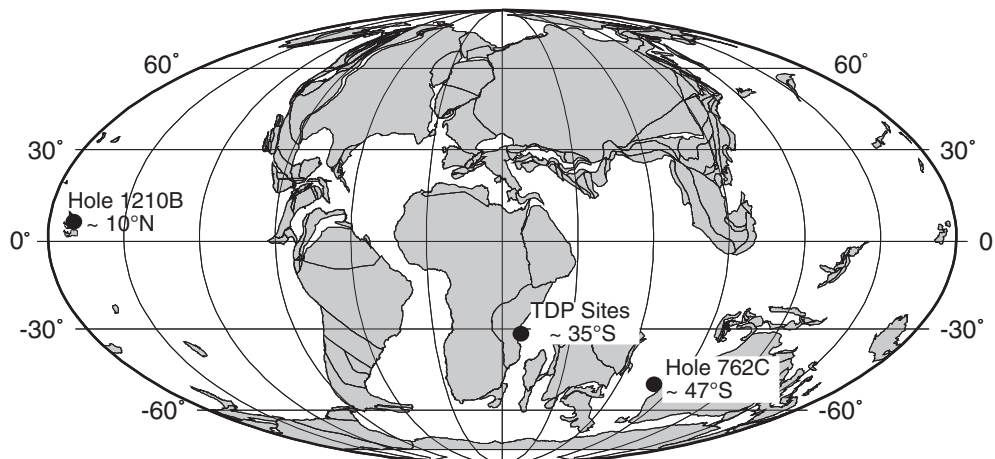 60˚ 60˚
30˚ 30˚
Hole 1210B
~ 10°N
0˚ 0
TDP Sites
~ 35°S
-30˚ -30˚
Hole 762C
~ 47°S
-60˚ -60˚